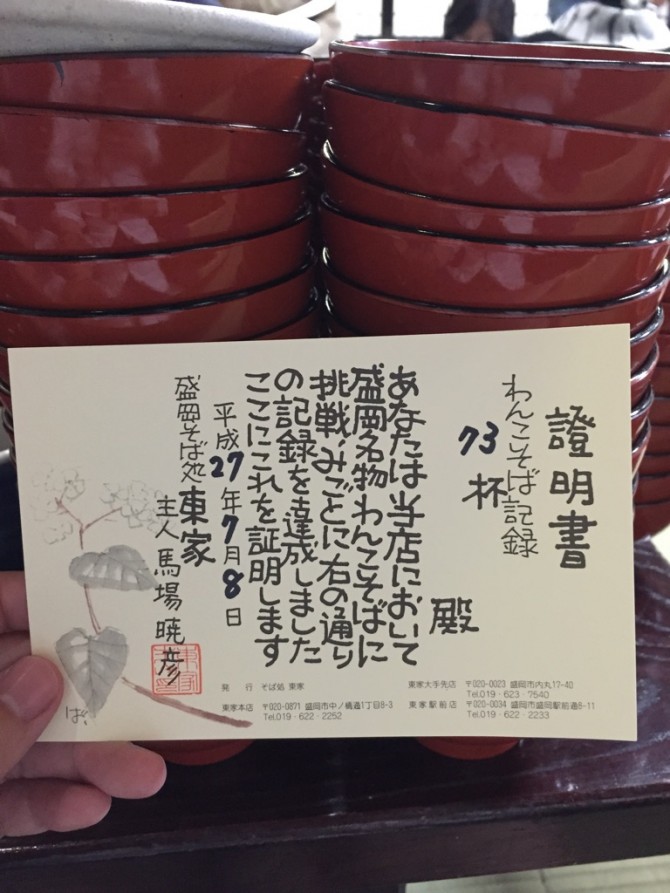 證明書
わんこそば記録
73杯
殿
あなたは当店において
盛岡名物わんこそばに
挑戦、みごとに右の通り
の記録を達成しました
ここにこれを証明します
平成27年7月8日
盛岡そば処 東家
主人 馬場暁彦
ば
発 行 そば処 東家
東家本店 〒020-0871 盛岡市中ノ橋通1丁目8-3
Tel.019・622・2252
東家大手先店 〒020-0023 盛岡市内丸17-40
Tel.019・623・7540
東家駅前店 〒020-0034 盛岡市盛岡駅前通8-11
Tel.019・622・2233